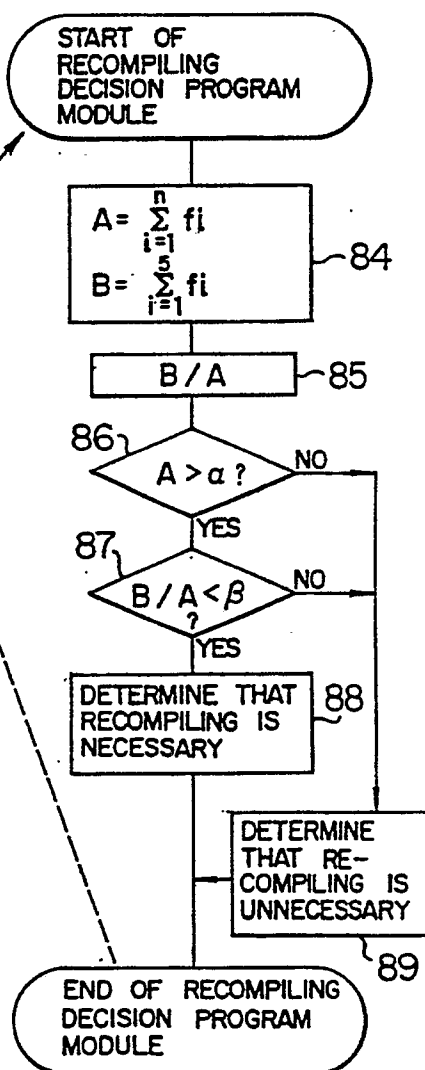 START OF
RECOMPILING
DECISION PROGRAM
MODULE
n
A = Σ fi
i=1
5
B = Σ fi
i=1
84
B / A
85
86
A > α ?
NO
YES
87
B / A < β
?
NO
YES
DETERMINE THAT
RECOMPILING IS
NECESSARY
88
DETERMINE
THAT RE-
COMPILING IS
UNNECESSARY
89
END OF RECOMPILING
DECISION PROGRAM
MODULE